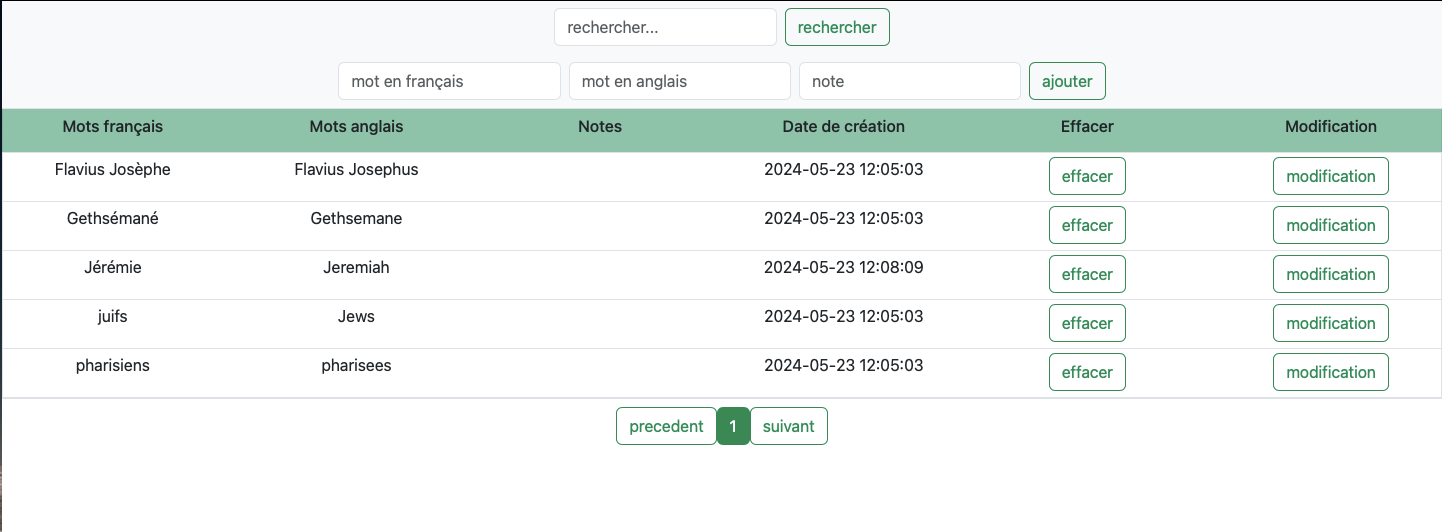 rechercher... rechercher
mot en français mot en anglais note ajouter
Mots français Mots anglais Notes Date de création Effacer Modification
Flavius Josèphe Flavius Josephus 2024-05-23 12:05:03 effacer modification
Gethsémané Gethsemane 2024-05-23 12:05:03 effacer modification
Jérémie Jeremiah 2024-05-23 12:08:09 effacer modification
juifs Jews 2024-05-23 12:05:03 effacer modification
pharisiens pharisees 2024-05-23 12:05:03 effacer modification
precedent 1 suivant